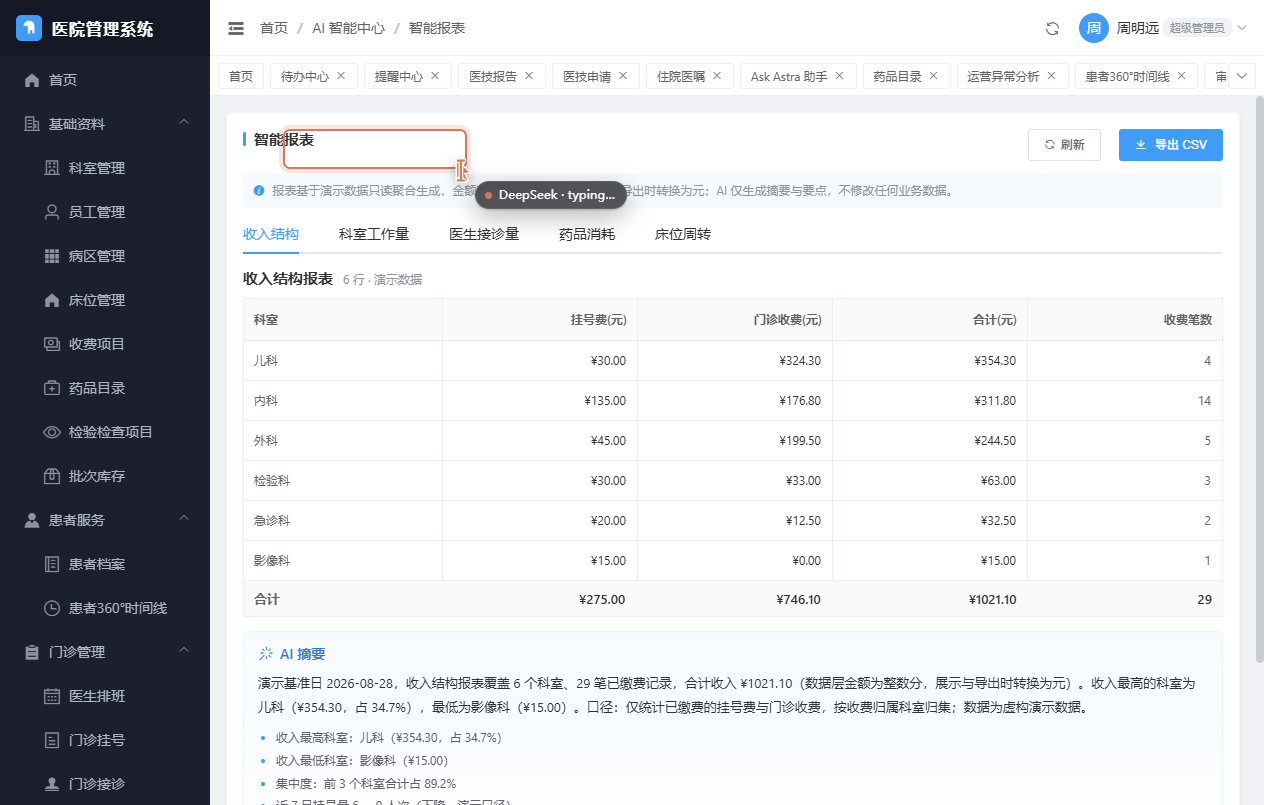 医院管理系统
首页 / AI 智能中心 / 智能报表
周 周明远 超级管理员
首页 待办中心 × 提醒中心 × 医技报告 × 医技申请 × 住院医嘱 × Ask Astra 助手 × 药品目录 × 运营异常分析 × 患者360°时间线 ×
首页
基础资料
科室管理
员工管理
病区管理
床位管理
收费项目
药品目录
检验检查项目
批次库存
患者服务
患者档案
患者360°时间线
门诊管理
医生排班
门诊挂号
门诊接诊
智能报表
刷新 导出 CSV
报表基于演示数据只读聚合生成，金额 导出时转换为元；AI 仅生成摘要与要点，不修改任何业务数据。
DeepSeek · typing...
收入结构 科室工作量 医生接诊量 药品消耗 床位周转
收入结构报表 6 行 · 演示数据
科室 挂号费(元) 门诊收费(元) 合计(元) 收费笔数
儿科 ¥30.00 ¥324.30 ¥354.30 4
内科 ¥135.00 ¥176.80 ¥311.80 14
外科 ¥45.00 ¥199.50 ¥244.50 5
检验科 ¥30.00 ¥33.00 ¥63.00 3
急诊科 ¥20.00 ¥12.50 ¥32.50 2
影像科 ¥15.00 ¥0.00 ¥15.00 1
合计 ¥275.00 ¥746.10 ¥1021.10 29
AI 摘要
演示基准日 2026-08-28，收入结构报表覆盖 6 个科室、29 笔已缴费记录，合计收入 ¥1021.10（数据层金额为整数分，展示与导出时转换为元）。收入最高的科室为
儿科（¥354.30，占 34.7%），最低为影像科（¥15.00）。口径：仅统计已缴费的挂号费与门诊收费，按收费归属科室归集；数据为虚构演示数据。
• 收入最高科室：儿科（¥354.30，占 34.7%）
• 收入最低科室：影像科（¥15.00）
• 集中度：前 3 个科室合计占 89.2%